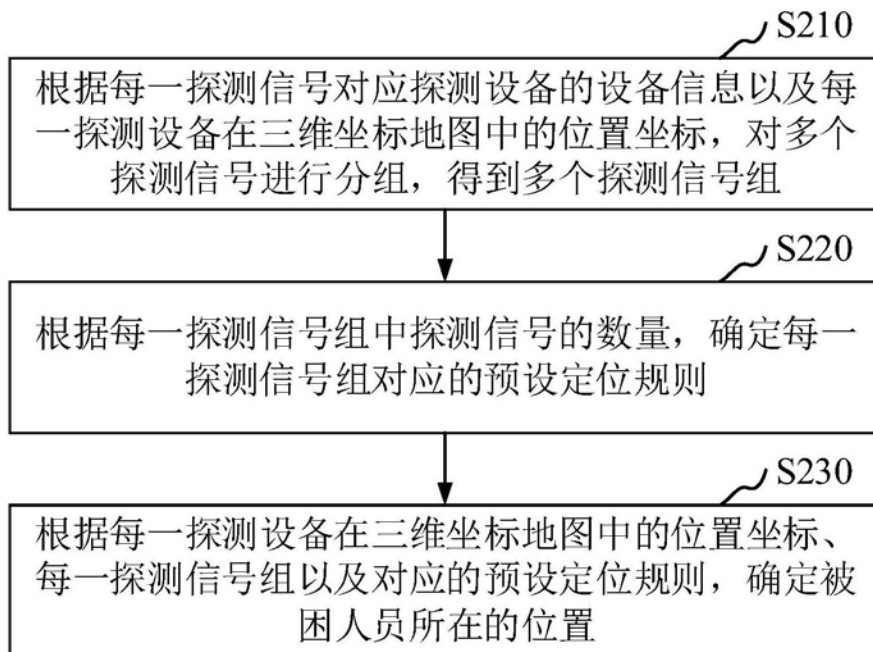 S210
根据每一探测信号对应探测设备的设备信息以及每
一探测设备在三维坐标地图中的位置坐标，对多个
探测信号进行分组，得到多个探测信号组
S220
根据每一探测信号组中探测信号的数量，确定每一
探测信号组对应的预设定位规则
S230
根据每一探测设备在三维坐标地图中的位置坐标、
每一探测信号组以及对应的预设定位规则，确定被
困人员所在的位置